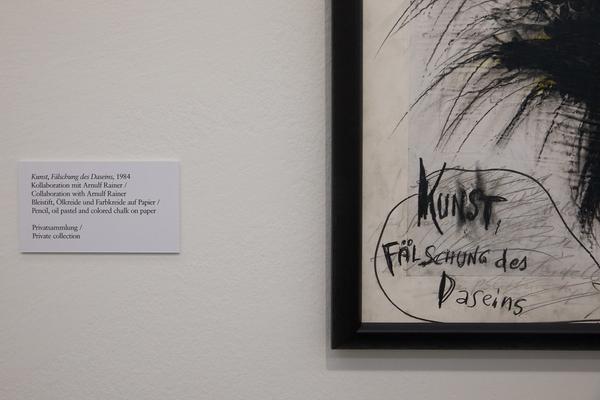 Kunst, Fälschung des Daseins, 1984
Kollaboration mit Arnulf Rainer /
Collaboration with Arnulf Rainer
Bleistift, Ölkreide und Farbkreide auf Papier /
Pencil, oil pastel and colored chalk on paper
Privatsammlung /
Private collection
KUNST,
FÄLSCHUNG des
Daseins